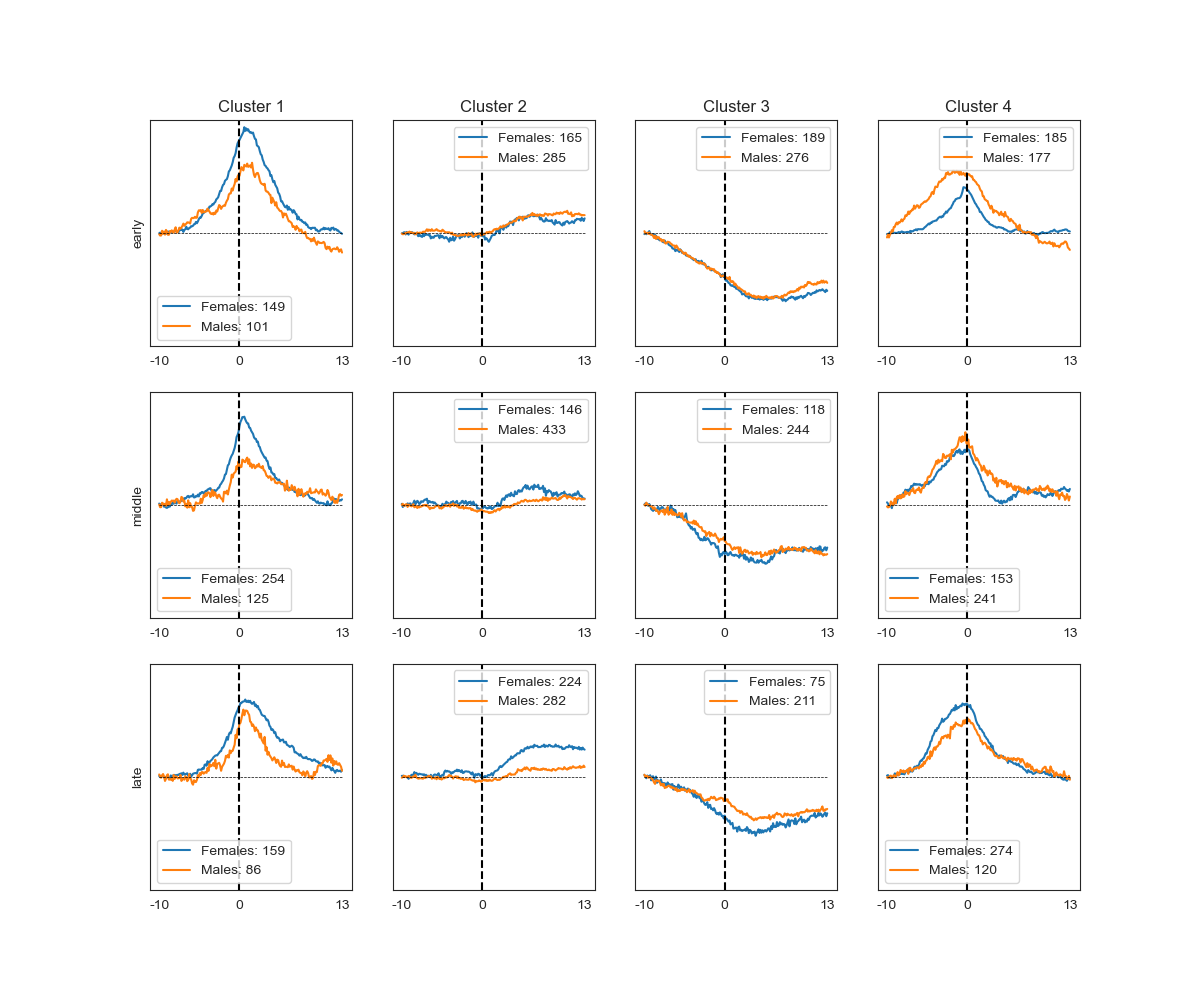 Cluster 1
Cluster 2
Cluster 3
Cluster 4
early
Females: 149
Males: 101
-10 0 13
Females: 165
Males: 285
-10 0 13
Females: 189
Males: 276
-10 0 13
Females: 185
Males: 177
-10 0 13
middle
Females: 254
Males: 125
-10 0 13
Females: 146
Males: 433
-10 0 13
Females: 118
Males: 244
-10 0 13
Females: 153
Males: 241
-10 0 13
late
Females: 159
Males: 86
-10 0 13
Females: 224
Males: 282
-10 0 13
Females: 75
Males: 211
-10 0 13
Females: 274
Males: 120
-10 0 13